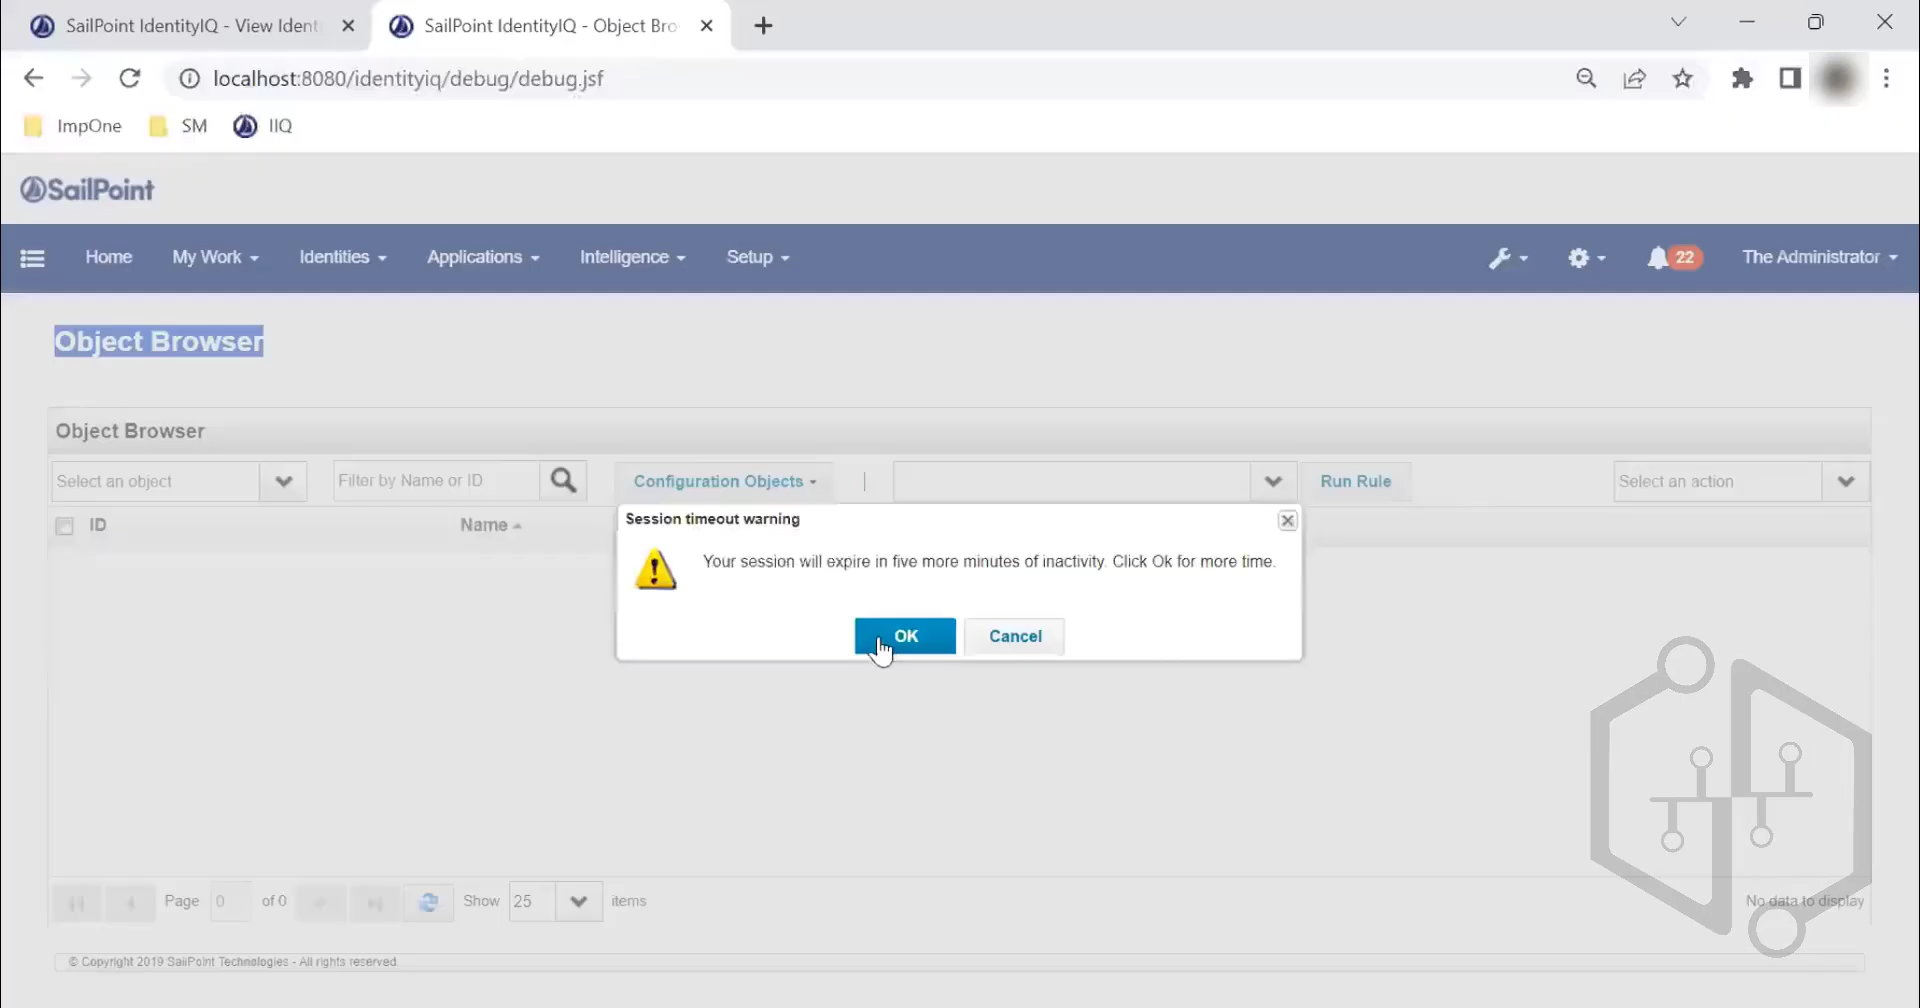 SailPoint IdentityIQ - View Ident
SailPoint IdentityIQ - Object Bro
localhost:8080/identityiq/debug/debug.jsf
ImpOne SM IIQ
SailPoint
Home My Work Identities Applications Intelligence Setup 22 The Administrator
Object Browser
Object Browser
Select an object Filter by Name or ID Configuration Objects | Run Rule Select an action
ID Name
Session timeout warning
Your session will expire in five more minutes of inactivity. Click Ok for more time.
OK Cancel
Page 0 of 0 Show 25 items No data to display
© Copyright 2019 SailPoint Technologies - All rights reserved.